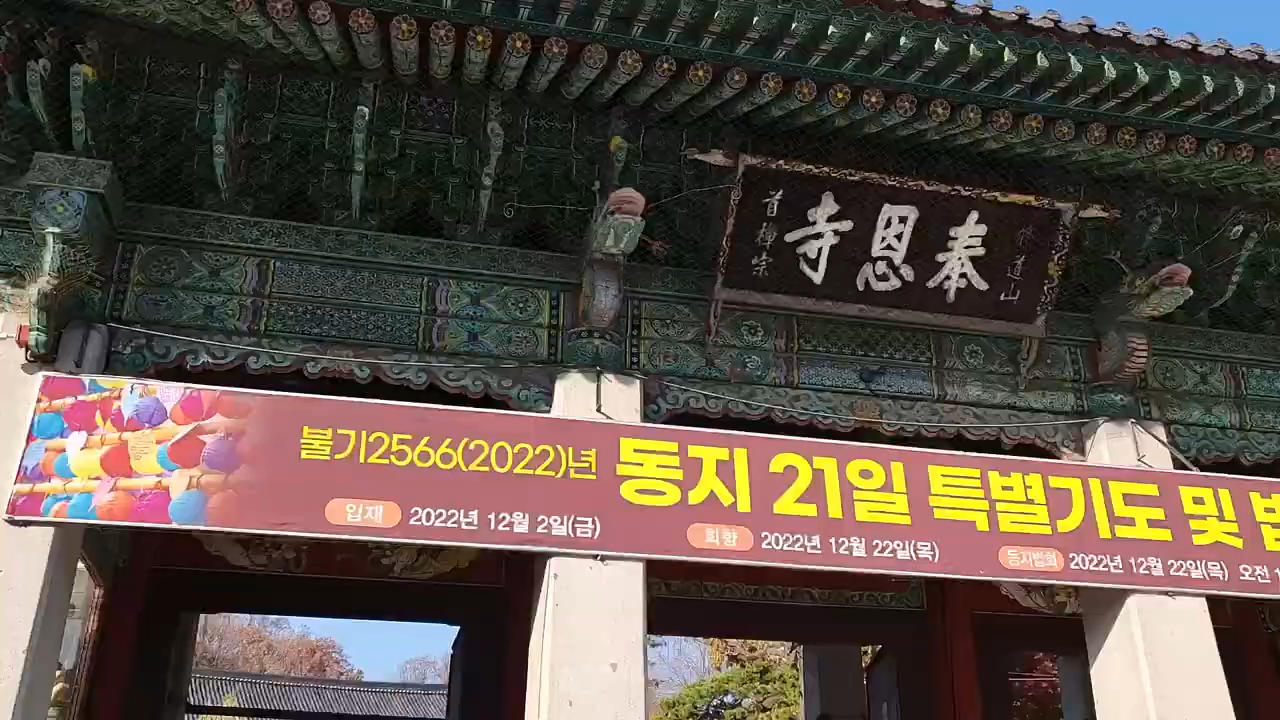 修道山
奉恩寺
首禪宗
불기2566(2022)년 동지 21일 특별기도 및
입재 2022년 12월 2일(금) 회향 2022년 12월 22일(목) 동지법회 2022년 12월 22일(목) 오전